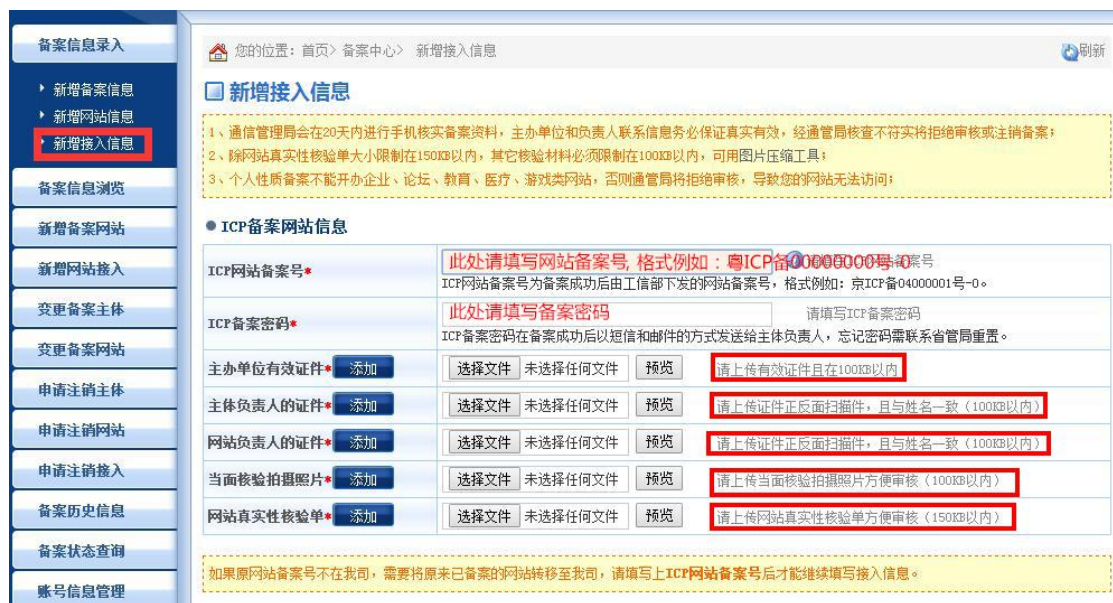 备案信息录入
新增备案信息
新增网站信息
新增接入信息
备案信息浏览
新增备案网站
新增网站接入
变更备案主体
变更备案网站
申请注销主体
申请注销网站
申请注销接入
备案历史信息
备案状态查询
账号信息管理
您的位置：首页> 备案中心> 新增接入信息
刷新
新增接入信息
1、通信管理局会在20天内进行手机核实备案资料，主办单位和负责人联系信息务必保证真实有效，经通管局核查不符实将拒绝审核或注销备案；
2、除网站真实性核验单大小限制在150KB以内，其它核验材料必须限制在100KB以内，可用图片压缩工具；
3、个人性质备案不能开办企业、论坛、教育、医疗、游戏类网站，否则通管局将拒绝审核，导致您的网站无法访问；
ICP备案网站信息
ICP网站备案号*
此处请填写网站备案号, 格式例如：粤ICP备00000000号-0
案号
ICP网站备案号为备案成功后由工信部下发的网站备案号，格式例如：京ICP备04000001号-0。
ICP备案密码*
此处请填写备案密码
请填写ICP备案密码
ICP备案密码在备案成功后以短信和邮件的方式发送给主体负责人，忘记密码需联系省管局重置。
主办单位有效证件* 添加 选择文件 未选择任何文件 预览 请上传有效证件且在100KB以内
主体负责人的证件* 添加 选择文件 未选择任何文件 预览 请上传证件正反面扫描件，且与姓名一致（100KB以内）
网站负责人的证件* 添加 选择文件 未选择任何文件 预览 请上传证件正反面扫描件，且与姓名一致（100KB以内）
当面核验拍摄照片* 添加 选择文件 未选择任何文件 预览 请上传当面核验拍摄照片方便审核（100KB以内）
网站真实性核验单* 添加 选择文件 未选择任何文件 预览 请上传网站真实性核验单方便审核（150KB以内）
如果原网站备案号不在我司，需要将原来已备案的网站转移至我司，请填写上ICP网站备案号后才能继续填写接入信息。